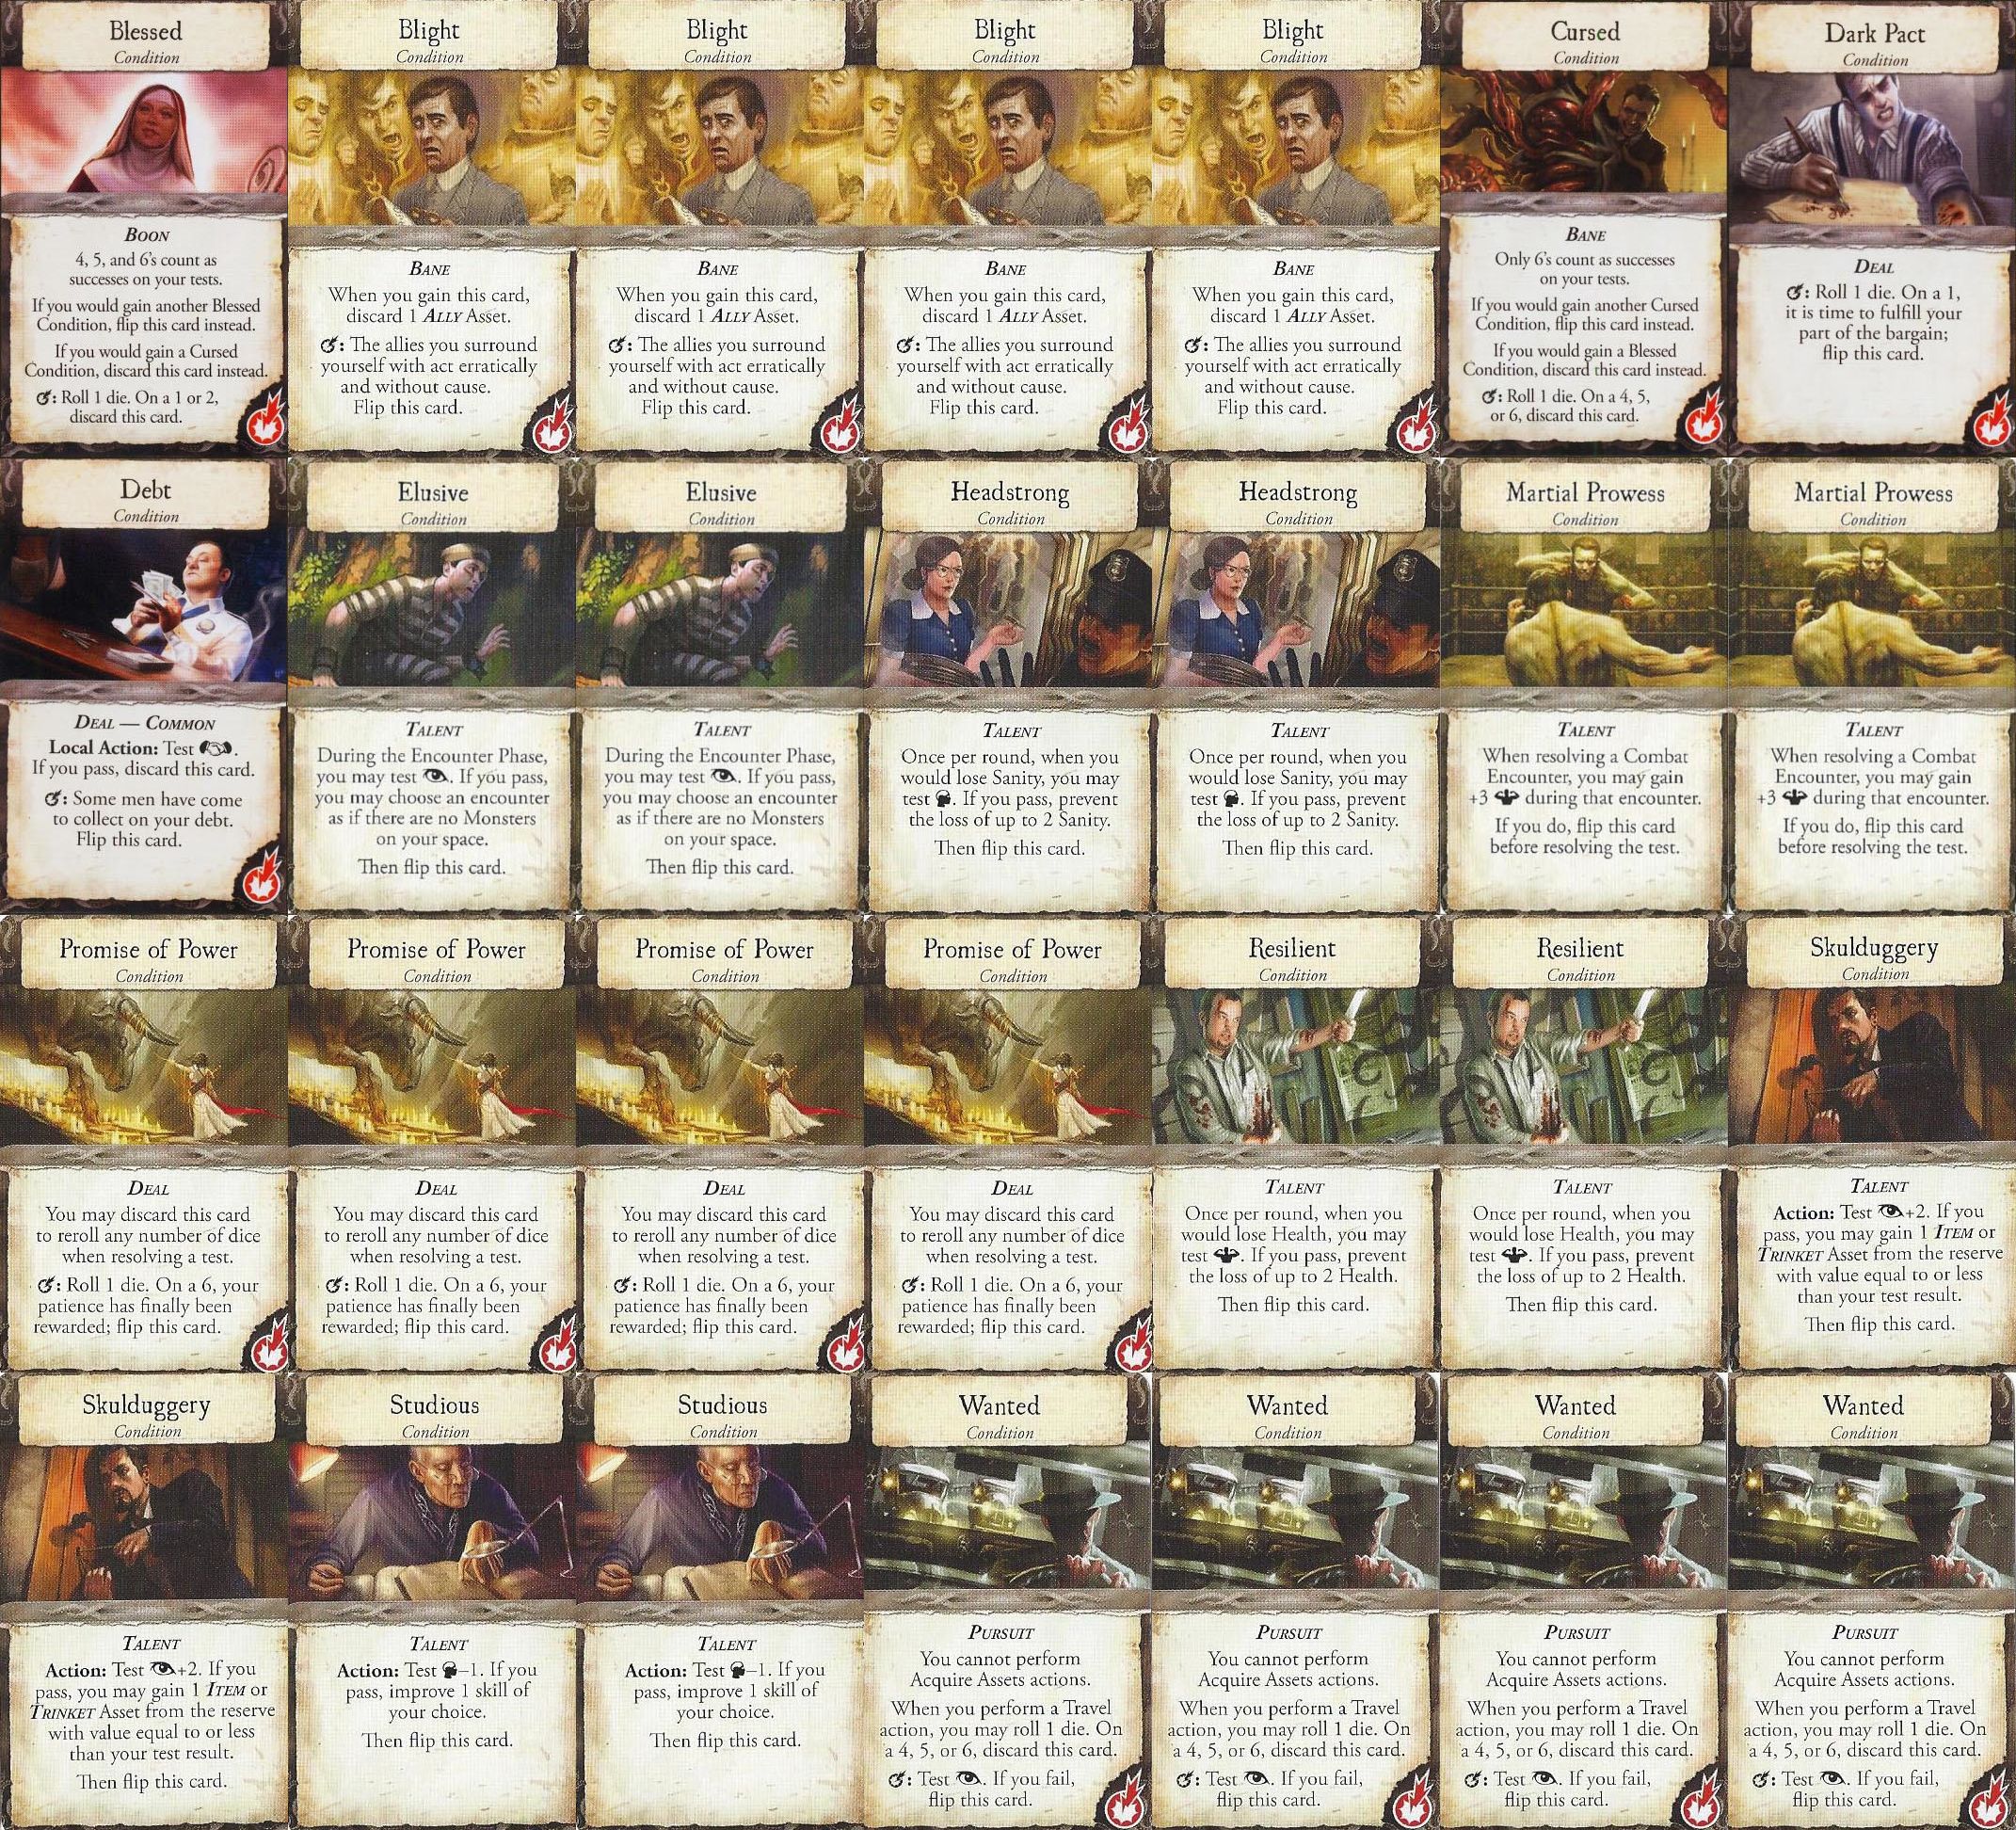 Blessed
Condition
BOON
4, 5, and 6's count as
successes on your tests.
If you would gain another Blessed
Condition, flip this card instead.
If you would gain a Cursed
Condition, discard this card instead.
: Roll 1 die. On a 1 or 2,
discard this card.
Blight
Condition
BANE
When you gain this card,
discard 1 ALLY Asset.
: The allies you surround
yourself with act erratically
and without cause.
Flip this card.
Blight
Condition
BANE
When you gain this card,
discard 1 ALLY Asset.
: The allies you surround
yourself with act erratically
and without cause.
Flip this card.
Blight
Condition
BANE
When you gain this card,
discard 1 ALLY Asset.
: The allies you surround
yourself with act erratically
and without cause.
Flip this card.
Blight
Condition
BANE
When you gain this card,
discard 1 ALLY Asset.
: The allies you surround
yourself with act erratically
and without cause.
Flip this card.
Cursed
Condition
BANE
Only 6's count as successes
on your tests.
If you would gain another Cursed
Condition, flip this card instead.
If you would gain a Blessed
Condition, discard this card instead.
: Roll 1 die. On a 4, 5,
or 6, discard this card.
Dark Pact
Condition
DEAL
: Roll 1 die. On a 1,
it is time to fulfill your
part of the bargain;
flip this card.
Debt
Condition
DEAL — COMMON
Local Action: Test .
If you pass, discard this card.
: Some men have come
to collect on your debt.
Flip this card.
Elusive
Condition
TALENT
During the Encounter Phase,
you may test . If you pass,
you may choose an encounter
as if there are no Monsters
on your space.
Then flip this card.
Elusive
Condition
TALENT
During the Encounter Phase,
you may test . If you pass,
you may choose an encounter
as if there are no Monsters
on your space.
Then flip this card.
Headstrong
Condition
TALENT
Once per round, when you
would lose Sanity, you may
test . If you pass, prevent
the loss of up to 2 Sanity.
Then flip this card.
Headstrong
Condition
TALENT
Once per round, when you
would lose Sanity, you may
test . If you pass, prevent
the loss of up to 2 Sanity.
Then flip this card.
Martial Prowess
Condition
TALENT
When resolving a Combat
Encounter, you may gain
+3 during that encounter.
If you do, flip this card
before resolving the test.
Martial Prowess
Condition
TALENT
When resolving a Combat
Encounter, you may gain
+3 during that encounter.
If you do, flip this card
before resolving the test.
Promise of Power
Condition
DEAL
You may discard this card
to reroll any number of dice
when resolving a test.
: Roll 1 die. On a 6, your
patience has finally been
rewarded; flip this card.
Promise of Power
Condition
DEAL
You may discard this card
to reroll any number of dice
when resolving a test.
: Roll 1 die. On a 6, your
patience has finally been
rewarded; flip this card.
Promise of Power
Condition
DEAL
You may discard this card
to reroll any number of dice
when resolving a test.
: Roll 1 die. On a 6, your
patience has finally been
rewarded; flip this card.
Promise of Power
Condition
DEAL
You may discard this card
to reroll any number of dice
when resolving a test.
: Roll 1 die. On a 6, your
patience has finally been
rewarded; flip this card.
Resilient
Condition
TALENT
Once per round, when you
would lose Health, you may
test . If you pass, prevent
the loss of up to 2 Health.
Then flip this card.
Resilient
Condition
TALENT
Once per round, when you
would lose Health, you may
test . If you pass, prevent
the loss of up to 2 Health.
Then flip this card.
Skulduggery
Condition
TALENT
Action: Test +2. If you
pass, you may gain 1 ITEM or
TRINKET Asset from the reserve
with value equal to or less
than your test result.
Then flip this card.
Skulduggery
Condition
TALENT
Action: Test +2. If you
pass, you may gain 1 ITEM or
TRINKET Asset from the reserve
with value equal to or less
than your test result.
Then flip this card.
Studious
Condition
TALENT
Action: Test –1. If you
pass, improve 1 skill of
your choice.
Then flip this card.
Studious
Condition
TALENT
Action: Test –1. If you
pass, improve 1 skill of
your choice.
Then flip this card.
Wanted
Condition
PURSUIT
You cannot perform
Acquire Assets actions.
When you perform a Travel
action, you may roll 1 die. On
a 4, 5, or 6, discard this card.
: Test . If you fail,
flip this card.
Wanted
Condition
PURSUIT
You cannot perform
Acquire Assets actions.
When you perform a Travel
action, you may roll 1 die. On
a 4, 5, or 6, discard this card.
: Test . If you fail,
flip this card.
Wanted
Condition
PURSUIT
You cannot perform
Acquire Assets actions.
When you perform a Travel
action, you may roll 1 die. On
a 4, 5, or 6, discard this card.
: Test . If you fail,
flip this card.
Wanted
Condition
PURSUIT
You cannot perform
Acquire Assets actions.
When you perform a Travel
action, you may roll 1 die. On
a 4, 5, or 6, discard this card.
: Test . If you fail,
flip this card.